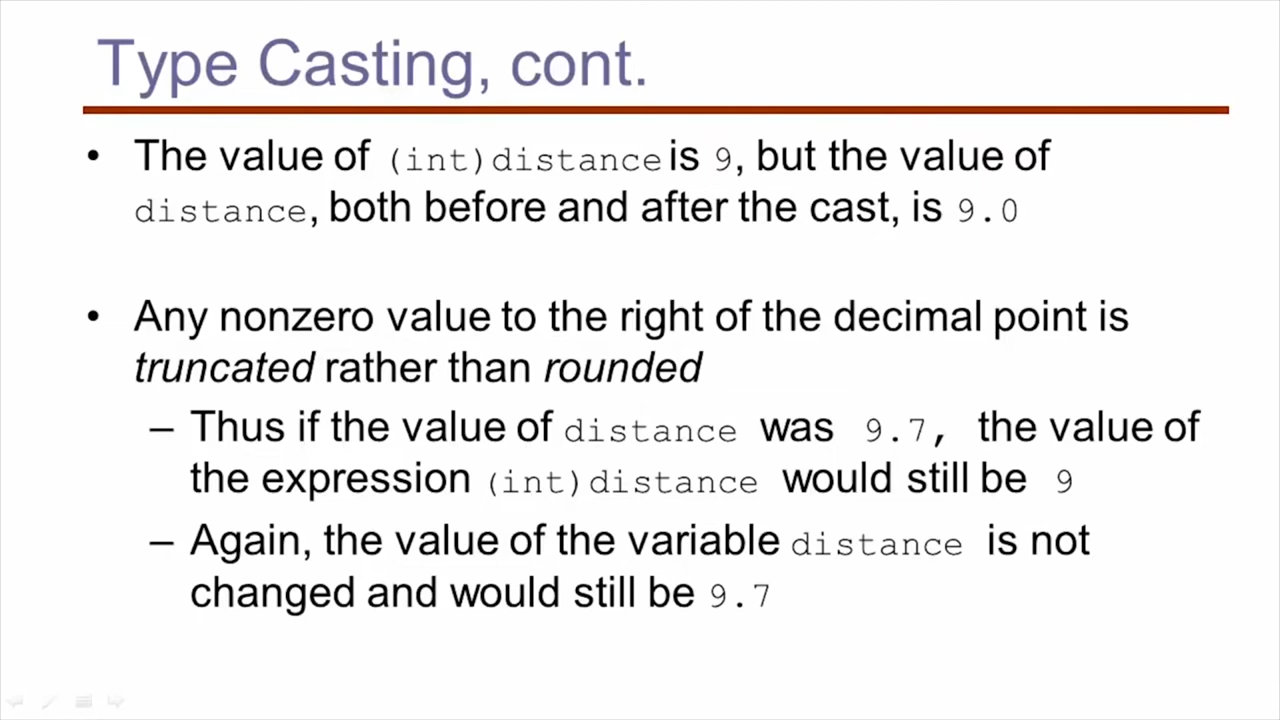 Type Casting, cont.
• The value of (int)distance is 9, but the value of
distance, both before and after the cast, is 9.0
• Any nonzero value to the right of the decimal point is
truncated rather than rounded
– Thus if the value of distance was 9.7, the value of
the expression (int)distance would still be 9
– Again, the value of the variable distance is not
changed and would still be 9.7